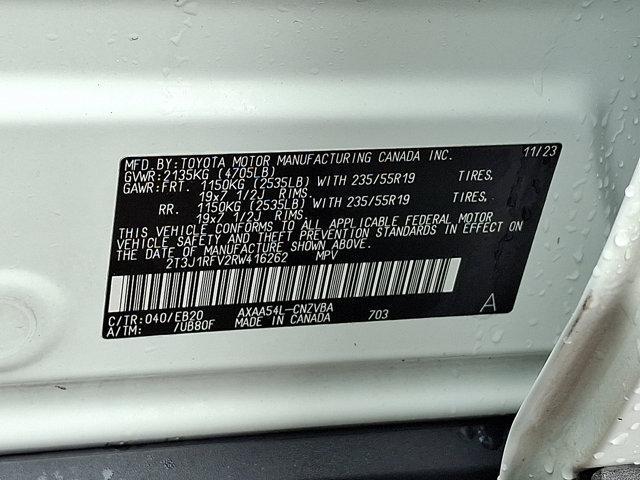 MFD.BY:TOYOTA MOTOR MANUFACTURING CANADA INC. 11/23
GVWR:2135KG (4705LB)
GAWR:FRT. 1150KG (2535LB) WITH 235/55R19 TIRES,
19x7 1/2J RIMS
RR. 1150KG (2535LB) WITH 235/55R19 TIRES,
19x7 1/2J RIMS.
THIS VEHICLE CONFORMS TO ALL APPLICABLE FEDERAL MOTOR
VEHICLE SAFETY AND THEFT PREVENTION STANDARDS IN EFFECT ON
THE DATE OF MANUFACTURE SHOWN ABOVE.
2T3J1RFV2RW416262 MPV
C/TR:040/EB20 AXAA54L-CNZVBA A
A/TM: /UB80F MADE IN CANADA 703